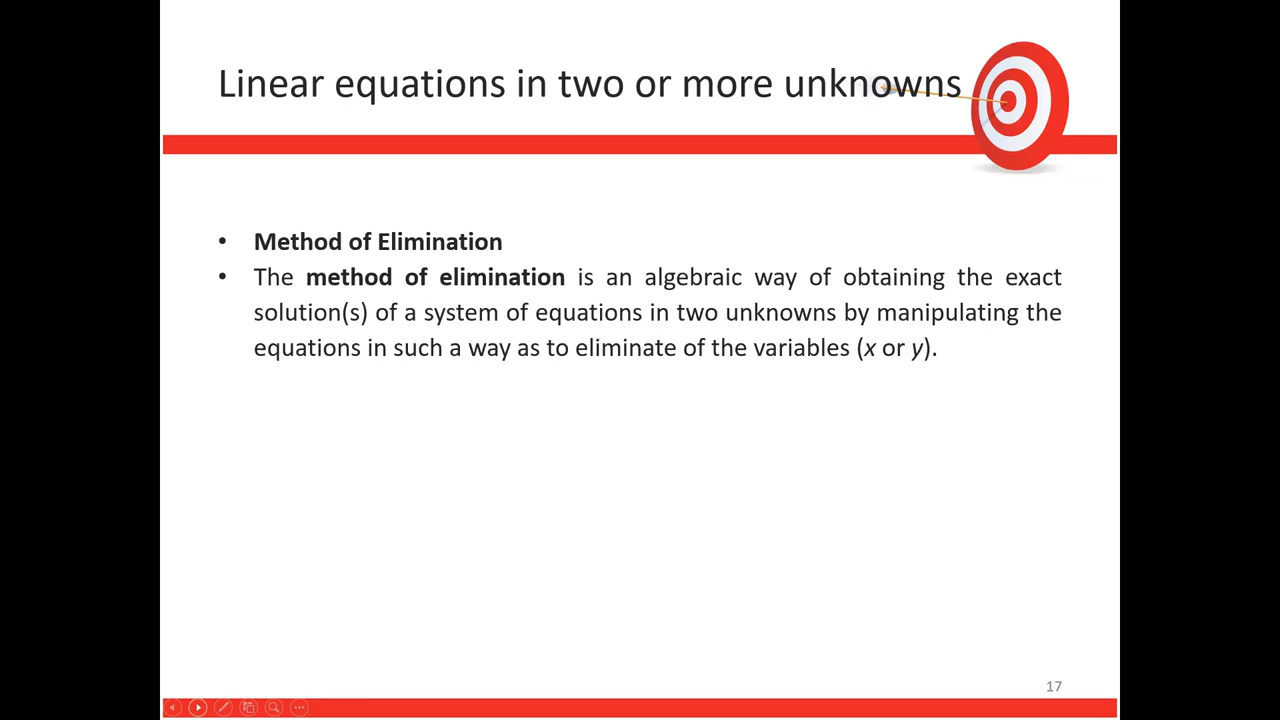 Linear equations in two or more unknowns
• Method of Elimination
• The method of elimination is an algebraic way of obtaining the exact
solution(s) of a system of equations in two unknowns by manipulating the
equations in such a way as to eliminate of the variables (x or y).
17